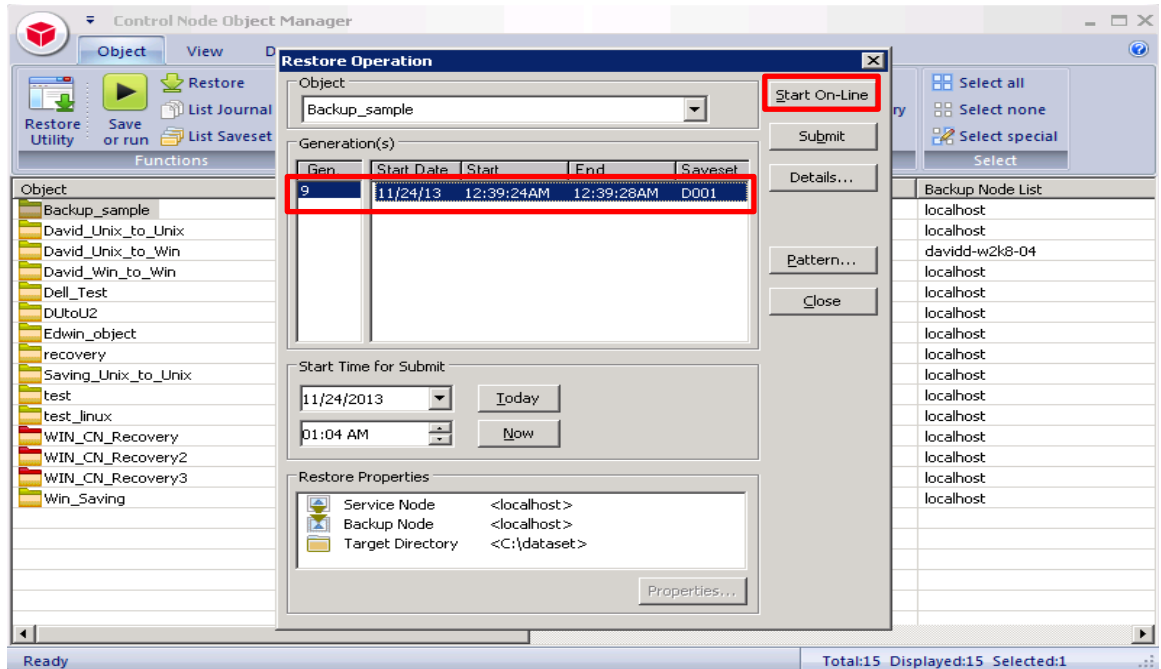 Control Node Object Manager
Object View D
Restore Utility
Save or run
Restore
List Journal
List Saveset
Functions
ry
Select all
Select none
Select special
Select
Restore Operation
Object
Backup_sample
Generation(s)
Gen. Start Date Start End Saveset
9 11/24/13 12:39:24AM 12:39:28AM D001
Start On-Line
Submit
Details...
Pattern...
Close
Start Time for Submit
11/24/2013 Today
01:04 AM Now
Restore Properties
Service Node <localhost>
Backup Node <localhost>
Target Directory <C:\dataset>
Properties...
Object Backup Node List
Backup_sample localhost
David_Unix_to_Unix localhost
David_Unix_to_Win davidd-w2k8-04
David_Win_to_Win localhost
Dell_Test localhost
DUtoU2 localhost
Edwin_object localhost
recovery localhost
Saving_Unix_to_Unix localhost
test localhost
test_linux localhost
WIN_CN_Recovery localhost
WIN_CN_Recovery2 localhost
WIN_CN_Recovery3 localhost
Win_Saving localhost
Ready Total:15 Displayed:15 Selected:1